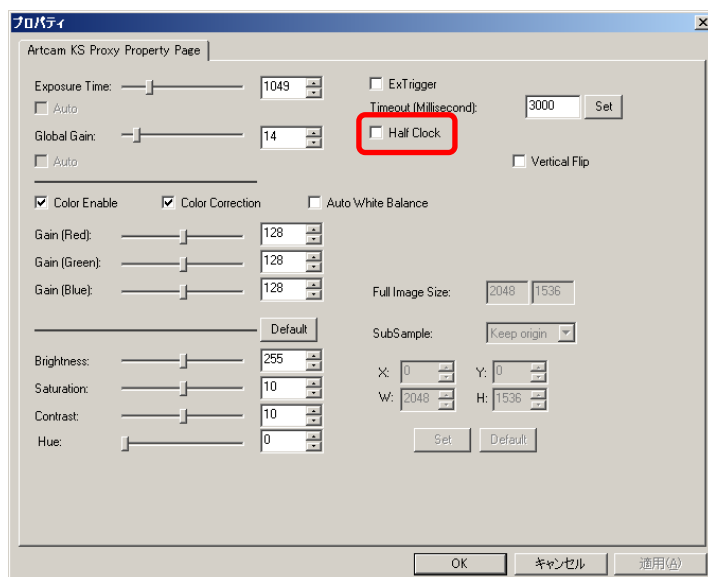 プロパティ
Artcam KS Proxy Property Page
Exposure Time: 1049
Auto
Global Gain: 14
Auto
ExTrigger
Timeout (Millisecond): 3000 Set
Half Clock
Vertical Flip
Color Enable Color Correction Auto White Balance
Gain (Red): 128
Gain (Green): 128
Gain (Blue): 128
Default
Brightness: 255
Saturation: 10
Contrast: 10
Hue: 0
Full Image Size: 2048 1536
SubSample: Keep origin
X: 0 Y: 0
W: 2048 H: 1536
Set Default
OK キャンセル 適用(A)